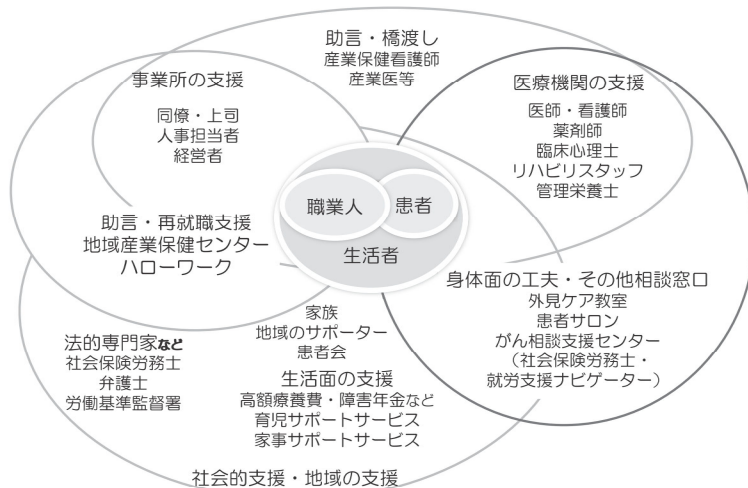 助言・橋渡し
産業保健看護師
産業医等
事業所の支援
同僚・上司
人事担当者
経営者
医療機関の支援
医師・看護師
薬剤師
臨床心理士
リハビリスタッフ
管理栄養士
職業人
患者
生活者
助言・再就職支援
地域産業保健センター
ハローワーク
身体面の工夫・その他相談窓口
外見ケア教室
患者サロン
がん相談支援センター
（社会保険労務士・
就労支援ナビゲーター）
家族
地域のサポーター
患者会
法的専門家など
社会保険労務士
弁護士
労働基準監督署
生活面の支援
高額療養費・障害年金など
育児サポートサービス
家事サポートサービス
社会的支援・地域の支援